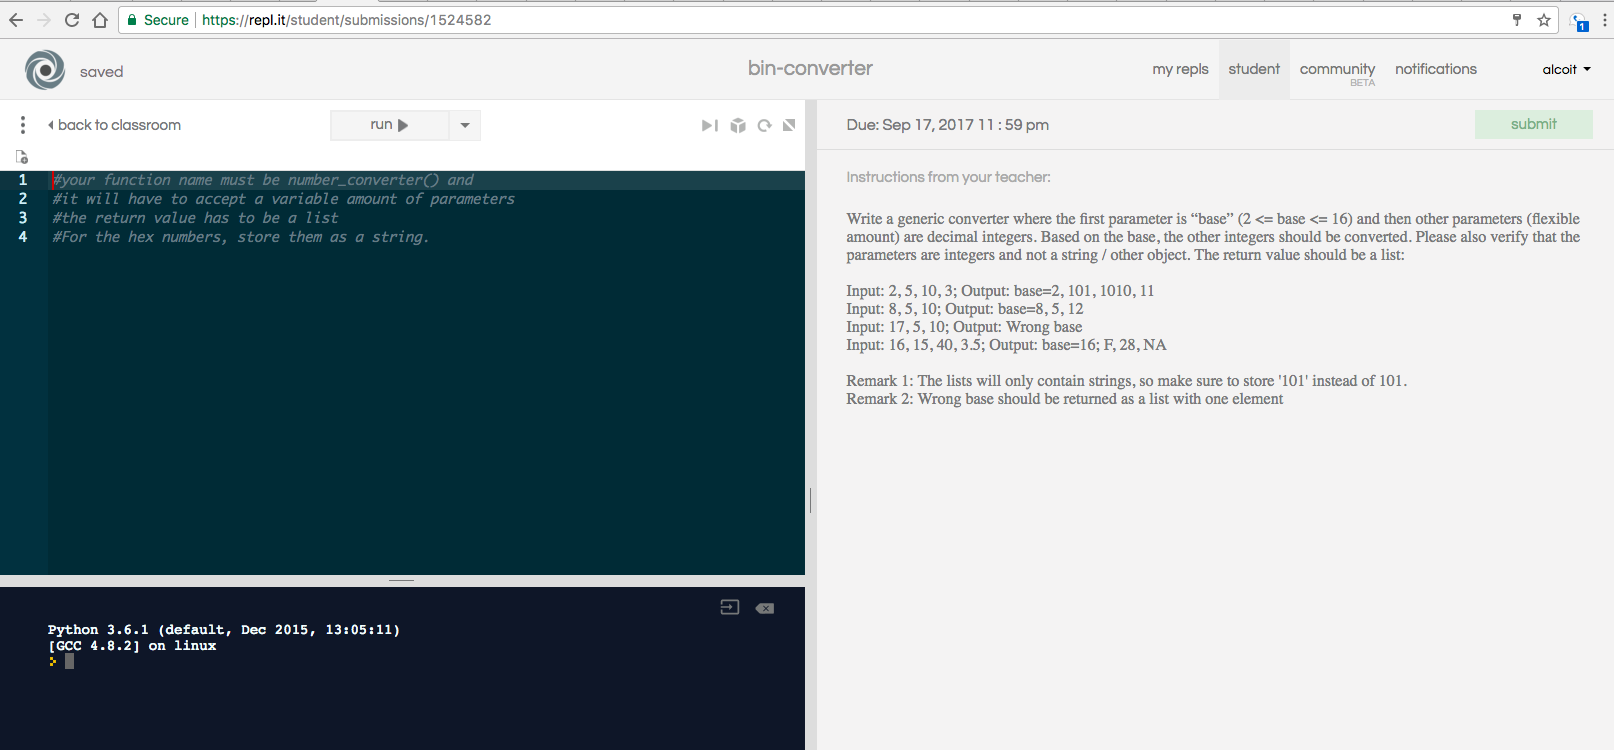 Secure https://repl.it/student/submissions/1524582
1
saved
bin-converter
my repls student community notifications alcoit
BETA
back to classroom
run
Due: Sep 17, 2017 11 : 59 pm
submit
1 #your function name must be number_converter() and
2 #it will have to accept a variable amount of parameters
3 #the return value has to be a list
4 #For the hex numbers, store them as a string.
Instructions from your teacher:
Write a generic converter where the first parameter is “base” (2 <= base <= 16) and then other parameters (flexible
amount) are decimal integers. Based on the base, the other integers should be converted. Please also verify that the
parameters are integers and not a string / other object. The return value should be a list:
Input: 2, 5, 10, 3; Output: base=2, 101, 1010, 11
Input: 8, 5, 10; Output: base=8, 5, 12
Input: 17, 5, 10; Output: Wrong base
Input: 16, 15, 40, 3.5; Output: base=16; F, 28, NA
Remark 1: The lists will only contain strings, so make sure to store '101' instead of 101.
Remark 2: Wrong base should be returned as a list with one element
Python 3.6.1 (default, Dec 2015, 13:05:11)
[GCC 4.8.2] on linux